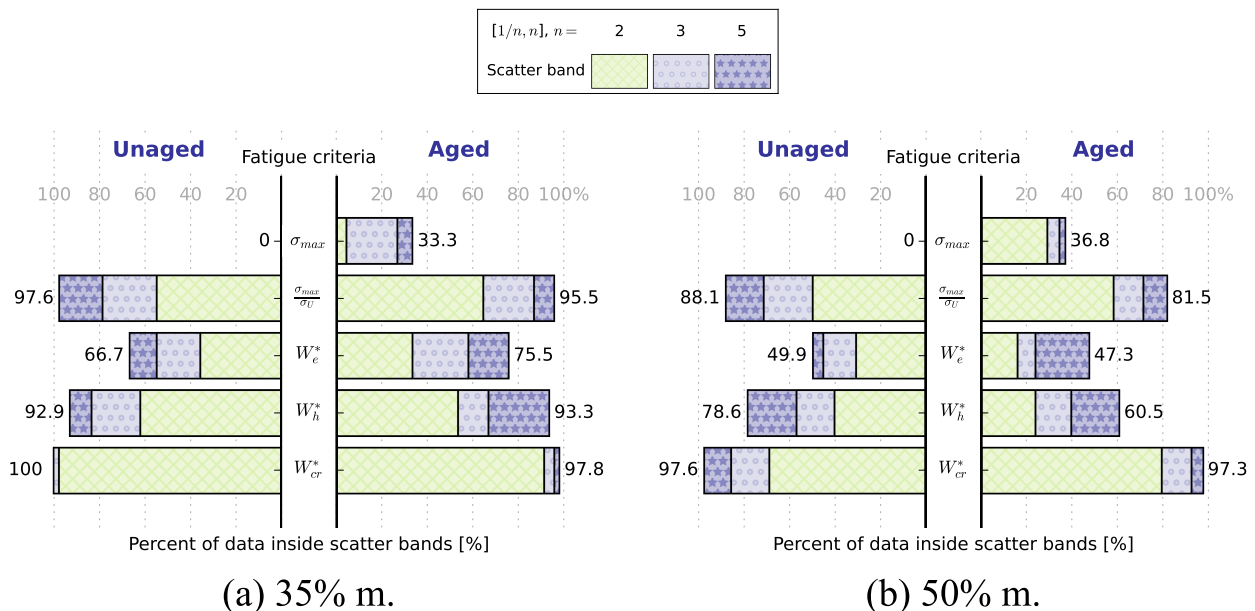 [1/n, n], n = 2 3 5
Scatter band
Unaged Fatigue criteria Aged
100 80 60 40 20 20 40 60 80 100%
0 σmax 33.3
97.6 σmax/σU 95.5
66.7 W*e 75.5
92.9 W*h 93.3
100 W*cr 97.8
Percent of data inside scatter bands [%]
(a) 35% m.
Unaged Fatigue criteria Aged
100 80 60 40 20 20 40 60 80 100%
0 σmax 36.8
88.1 σmax/σU 81.5
49.9 W*e 47.3
78.6 W*h 60.5
97.6 W*cr 97.3
Percent of data inside scatter bands [%]
(b) 50% m.